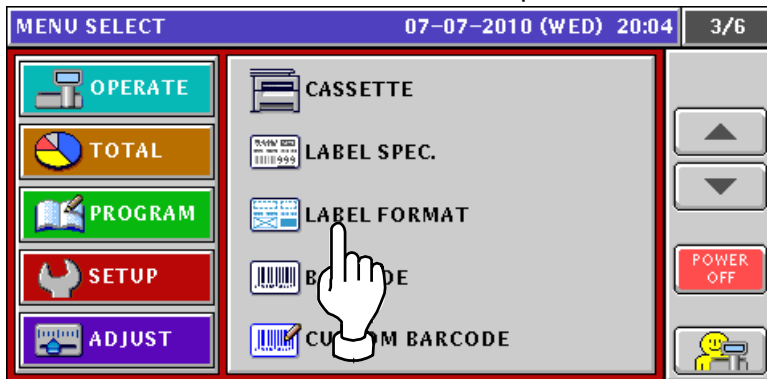 MENU SELECT 07-07-2010 (WED) 20:04 3/6
OPERATE
TOTAL
PROGRAM
SETUP
ADJUST
CASSETTE
LABEL SPEC.
LABEL FORMAT
CUSTOM BARCODE
POWER
OFF